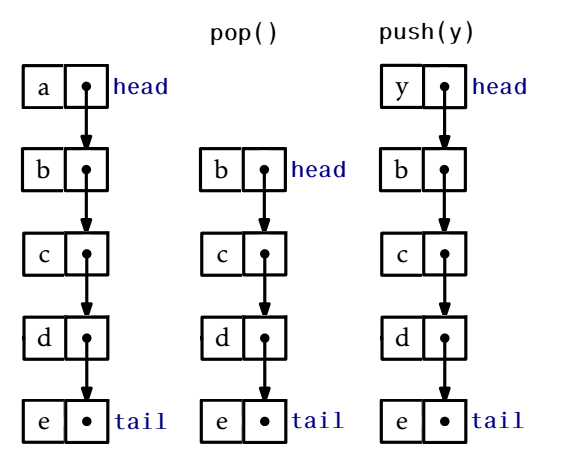 pop() push(y)
a head y head
b b head b
c c c
d d d
e tail e tail e tail